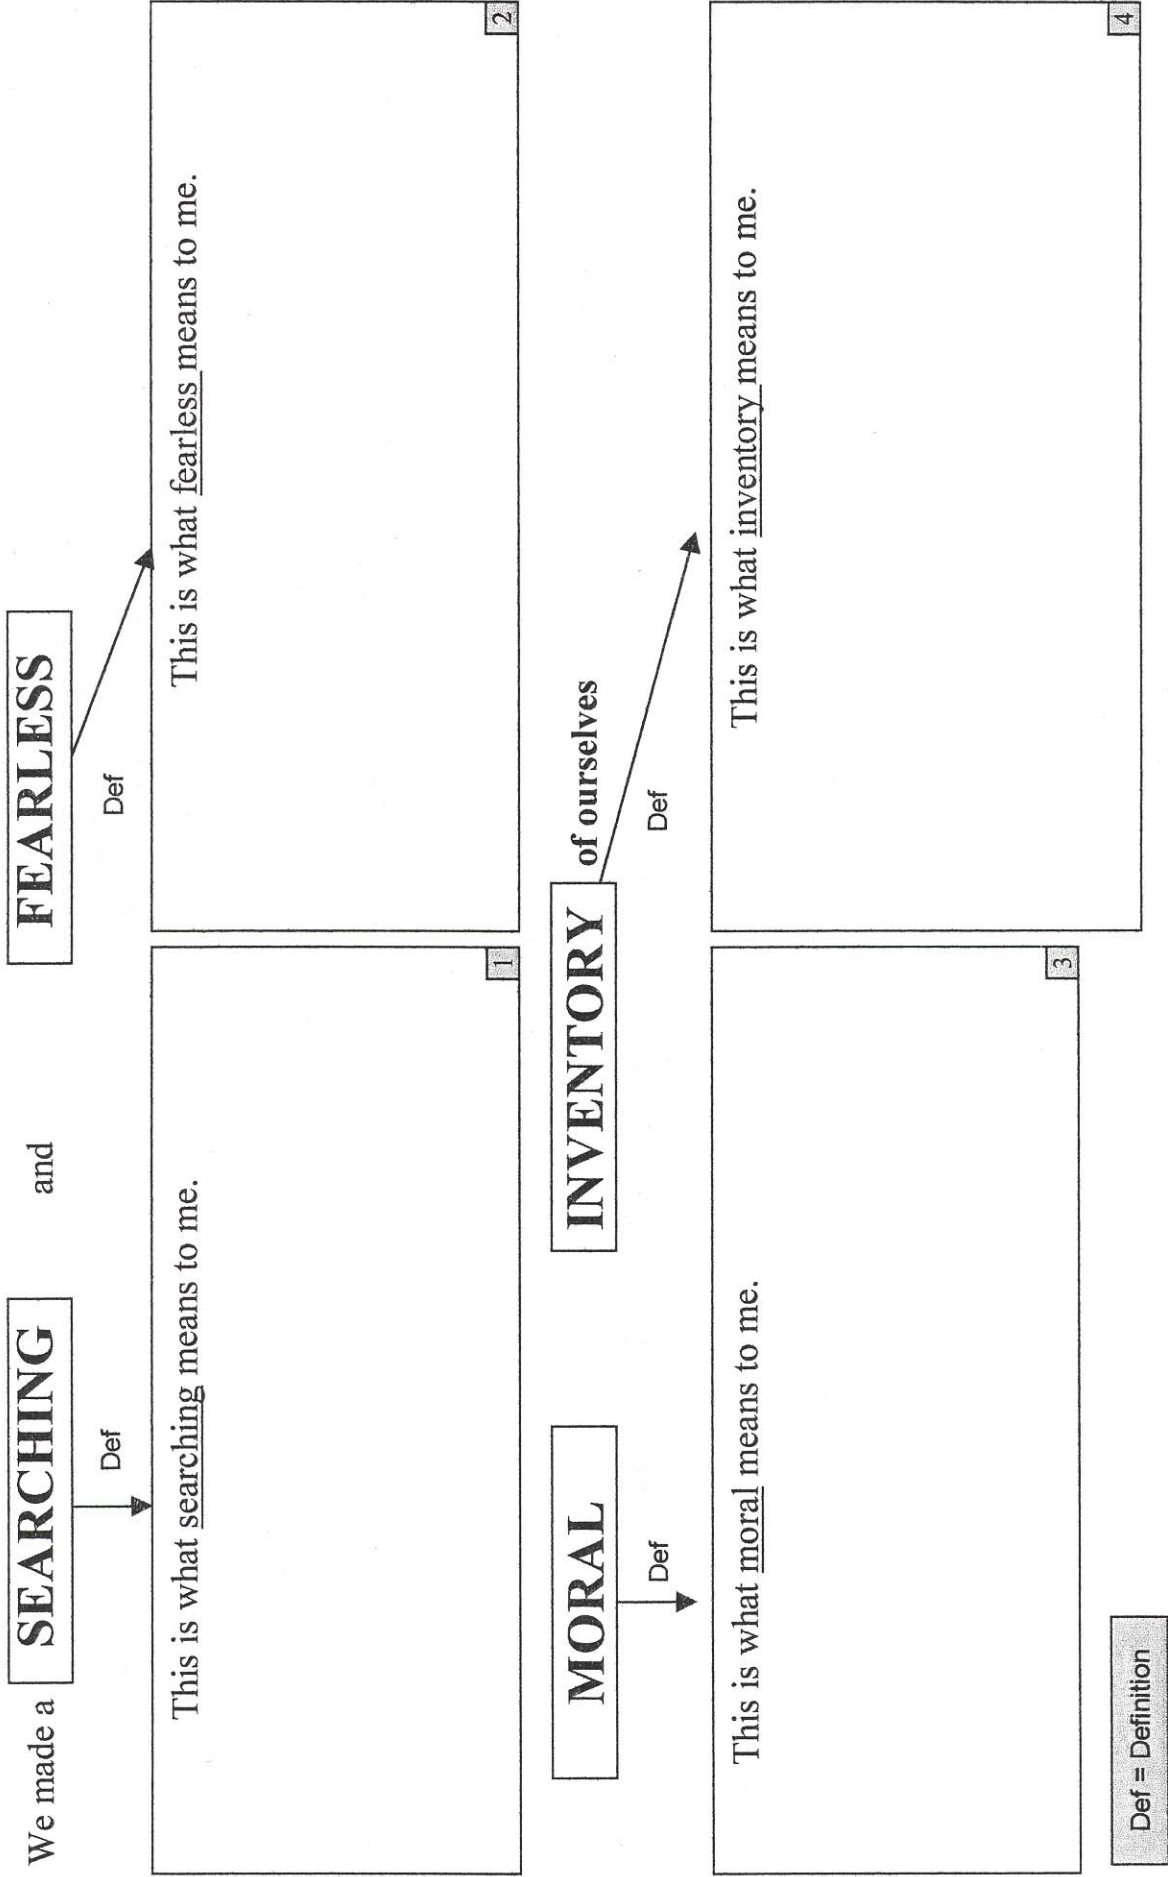 We made a SEARCHING and FEARLESS
Def Def
This is what searching means to me.
1
This is what fearless means to me.
2
MORAL INVENTORY of ourselves
Def Def
This is what moral means to me.
3
This is what inventory means to me.
4
Def = Definition